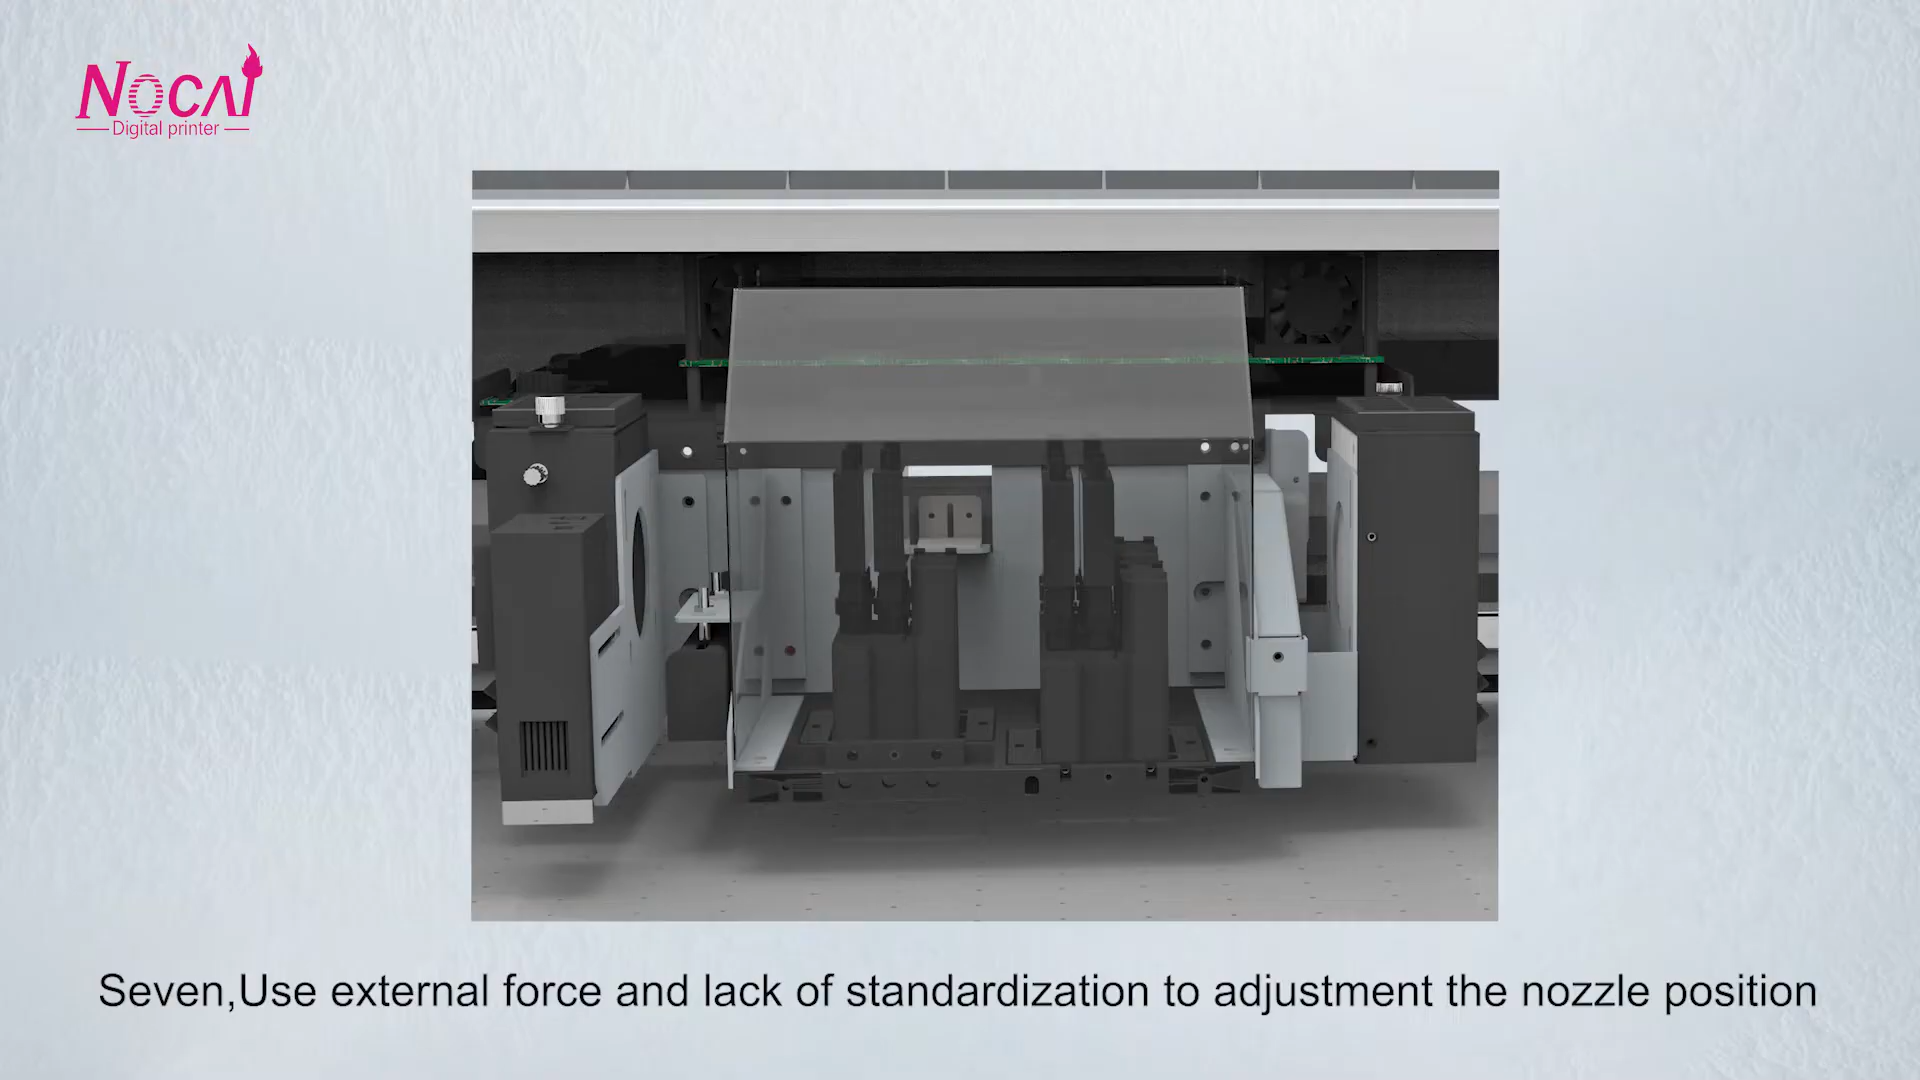 NOCAI
Digital printer
Seven,Use external force and lack of standardization to adjustment the nozzle position